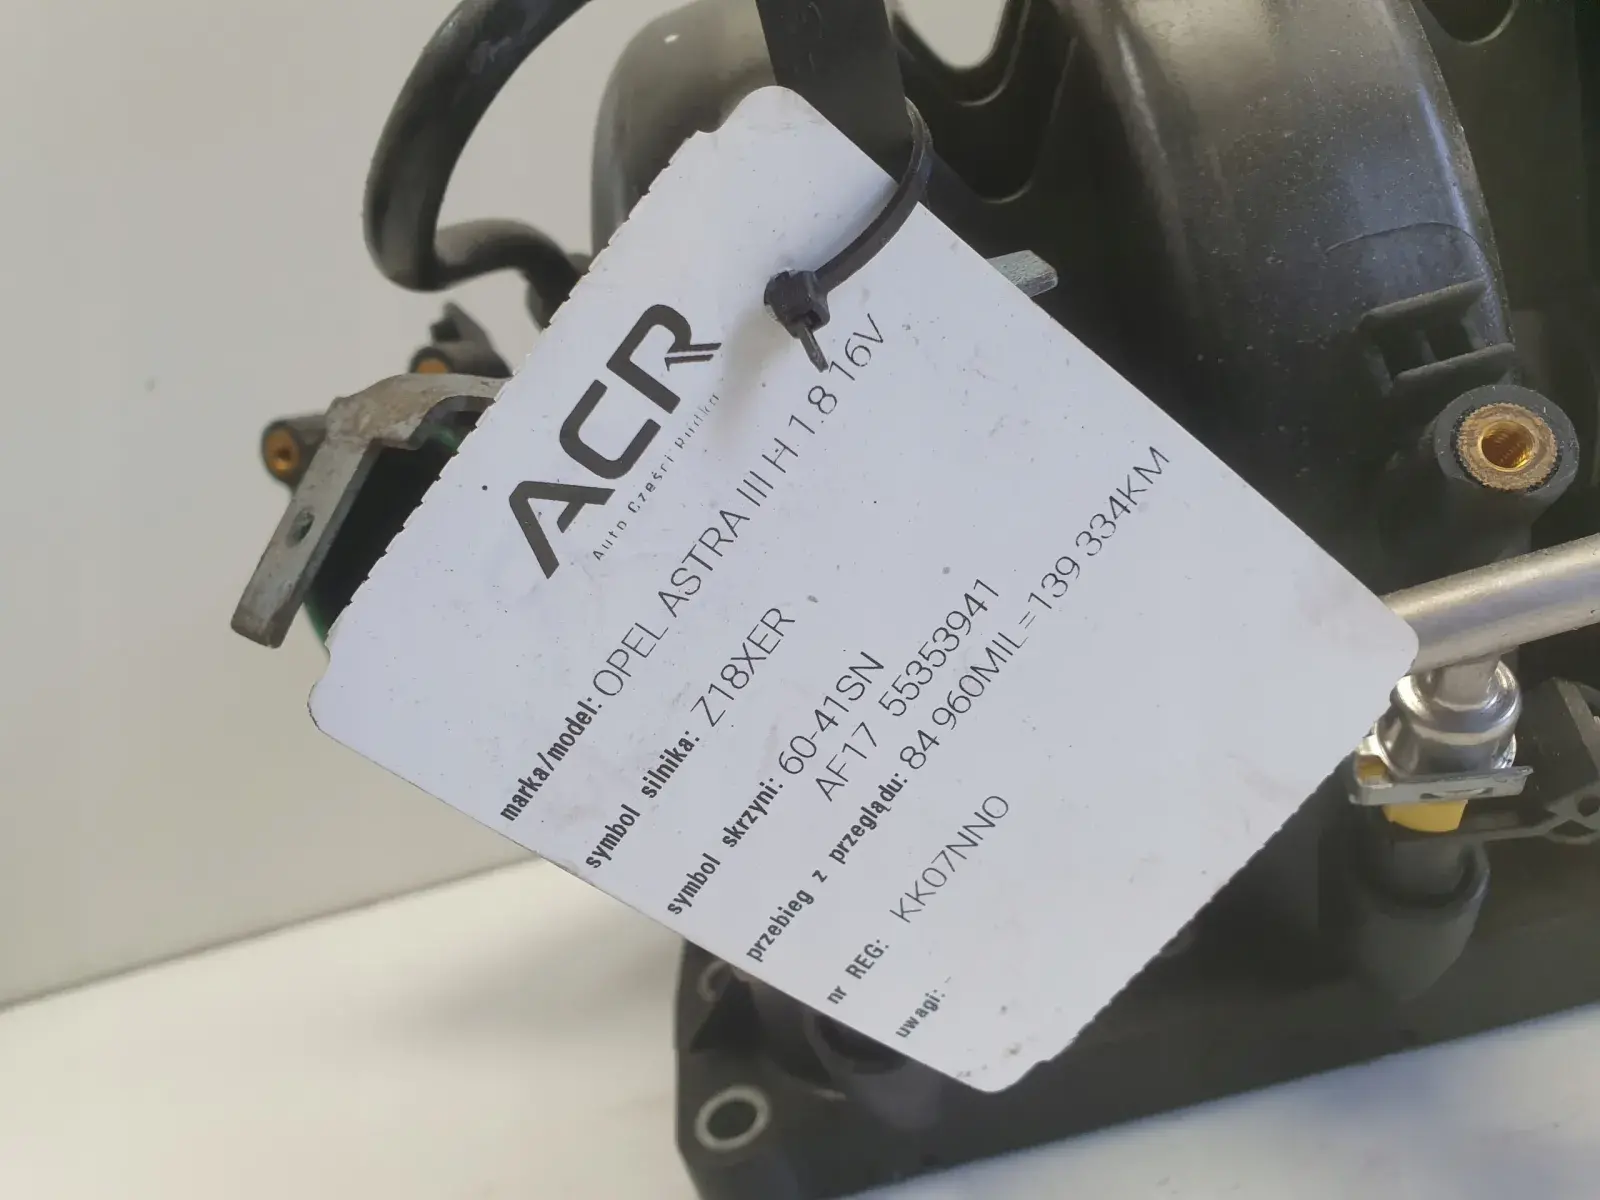 ACR
Auto Części Rudka
marka/model: OPEL ASTRA III H 1.8 16V
symbol silnika: Z18XER
symbol skrzyni: 60-41SN
AF17 55353941
przebieg z przeglądu: 84 960MIL=139 334KM
nr REG: KK07NNO
uwagi: -